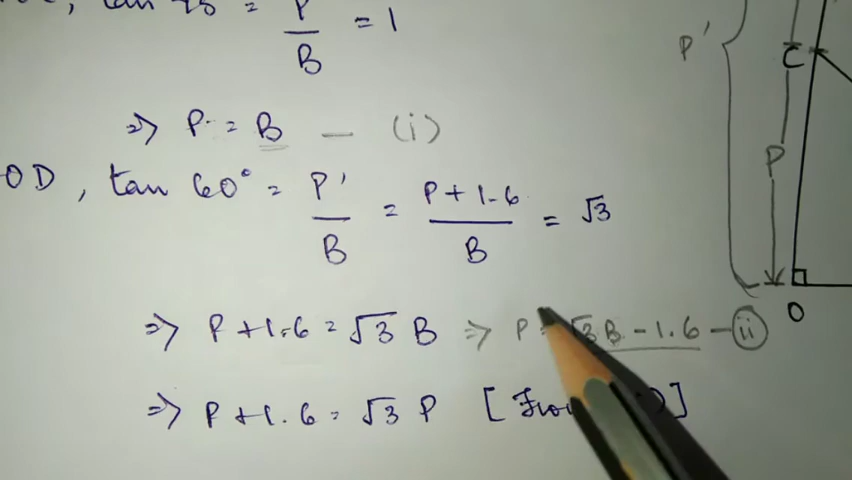 tan 45 = P/B = 1
P'
C
=> P = B — (i)
P
OD, tan 60° = P'/B = P+1.6/B = √3
O
=> P+1.6 = √3 B => P = √3B - 1.6 - (ii)
=> P+1.6 = √3 P [From